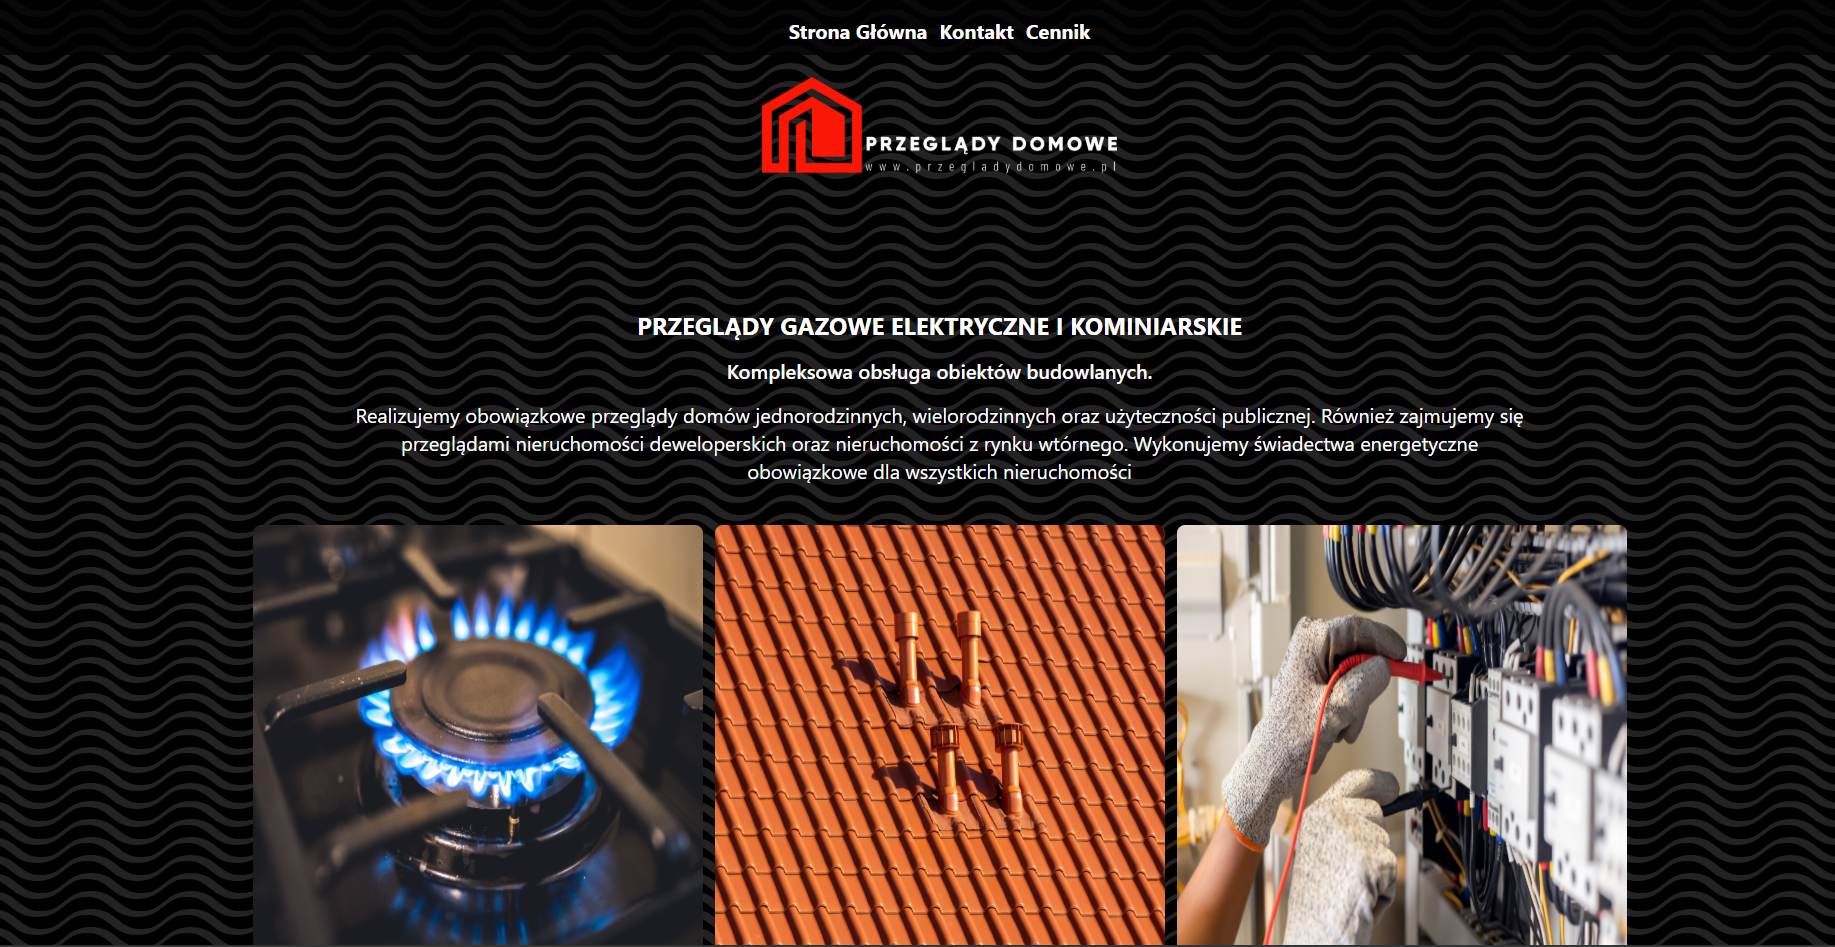 Strona Główna Kontakt Cennik
PRZEGLĄDY DOMOWE
www.przegladydomowe.pl
PRZEGLĄDY GAZOWE ELEKTRYCZNE I KOMINIARSKIE
Kompleksowa obsługa obiektów budowlanych.
Realizujemy obowiązkowe przeglądy domów jednorodzinnych, wielorodzinnych oraz użyteczności publicznej. Również zajmujemy się
przeglądami nieruchomości deweloperskich oraz nieruchomości z rynku wtórnego. Wykonujemy świadectwa energetyczne
obowiązkowe dla wszystkich nieruchomości